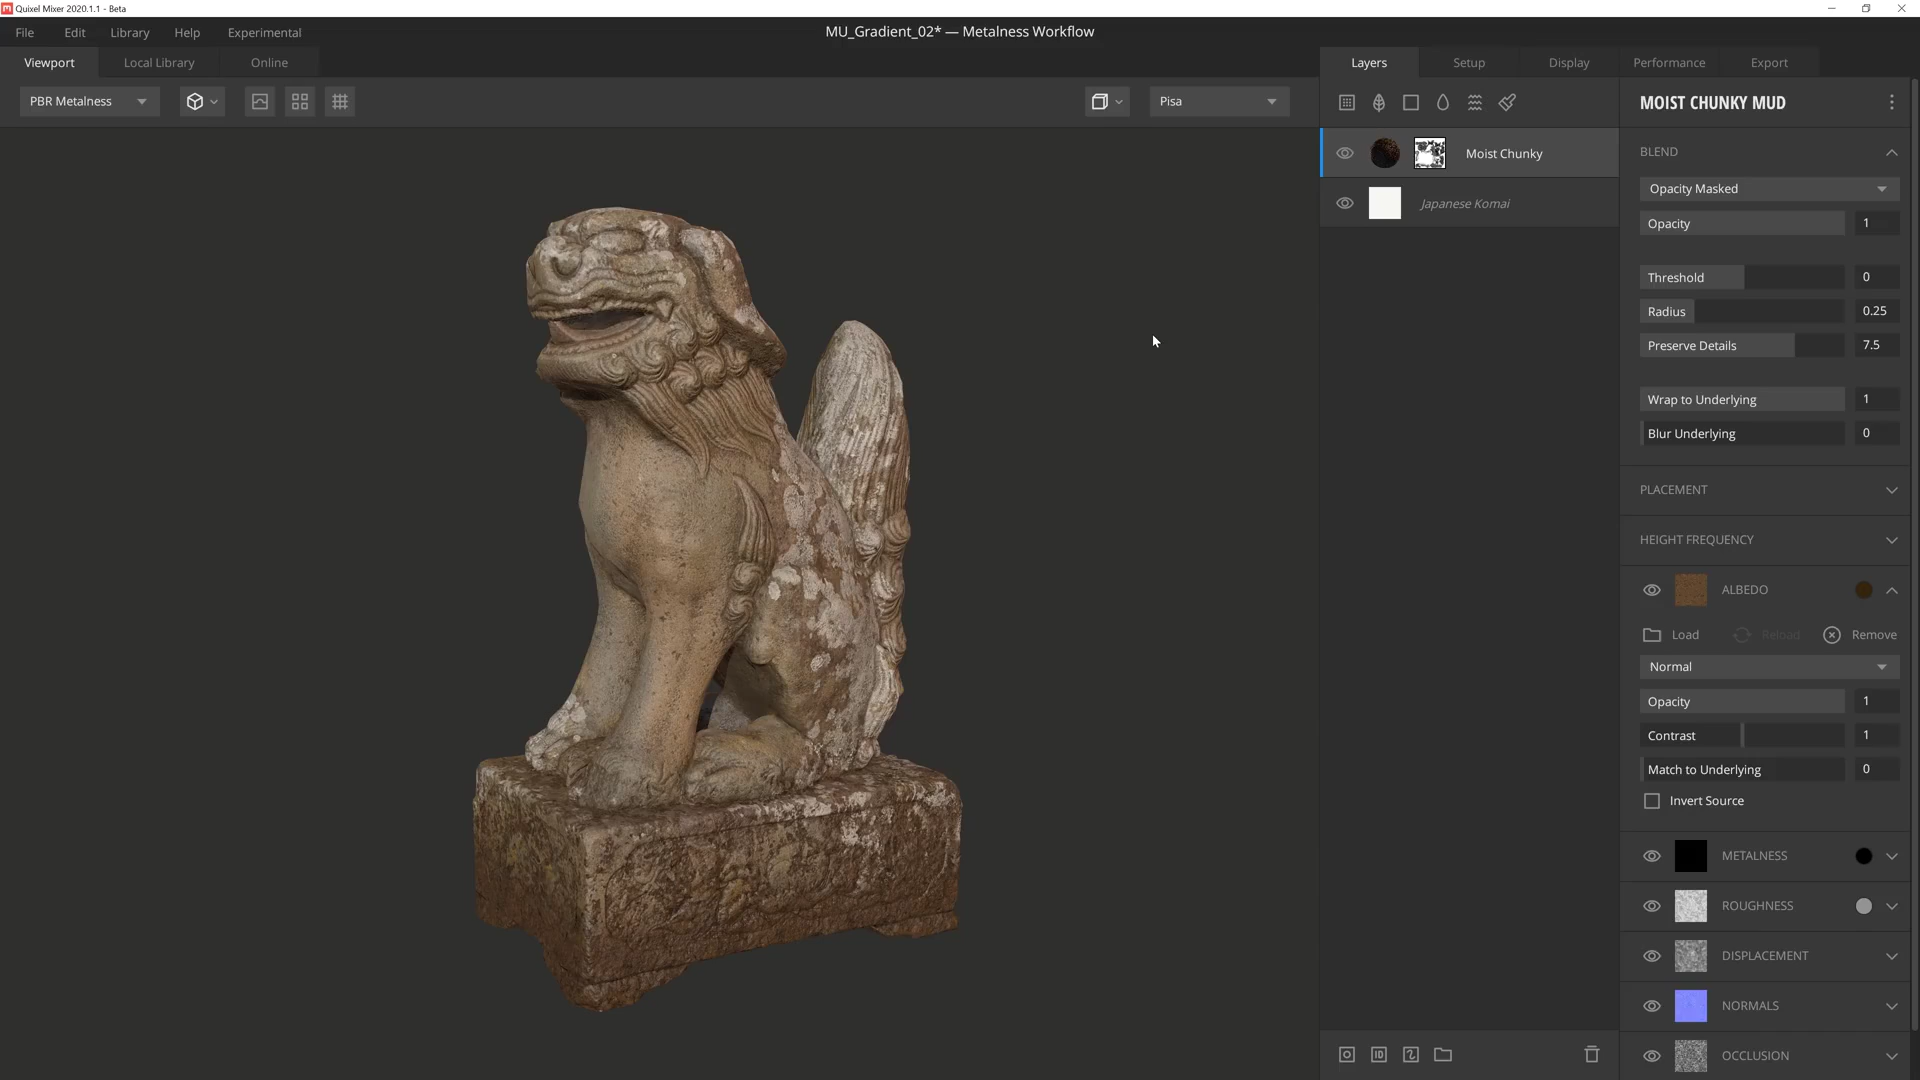 Quixel Mixer 2020.1.1 - Beta
File Edit Library Help Experimental
MU_Gradient_02* — Metalness Workflow
Viewport Local Library Online
Layers Setup Display Performance Export
PBR Metalness
Pisa
MOIST CHUNKY MUD
Moist Chunky
Japanese Komai
BLEND
Opacity Masked
Opacity 1
Threshold 0
Radius 0.25
Preserve Details 7.5
Wrap to Underlying 1
Blur Underlying 0
PLACEMENT
HEIGHT FREQUENCY
ALBEDO
Load Reload Remove
Normal
Opacity 1
Contrast 1
Match to Underlying 0
Invert Source
METALNESS
ROUGHNESS
DISPLACEMENT
NORMALS
OCCLUSION
ID